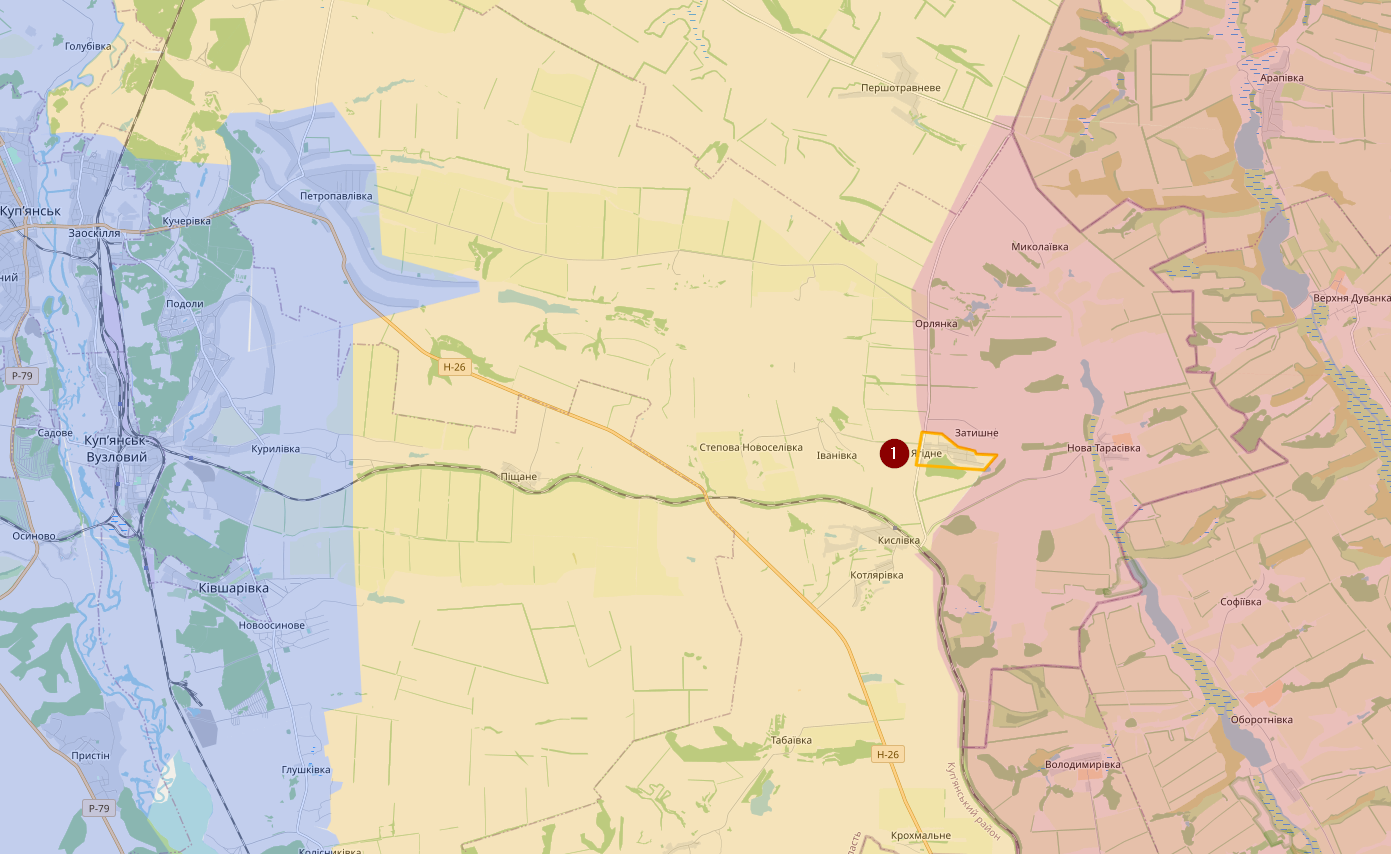 Голубівка
Арапівка
Першотравневе
Петропавлівка
Куп'янськ
Кучерівка
Заоскілля
Миколаївка
ний
Верхня Дуванка
Подоли
Орлянка
Н-26
Р-79
Садове
Затишне
Куп'янськ-
Вузловий
Курилівка
Степова Новоселівка
Іванівка
1
Ягідне
Нова Тарасівка
Піщане
Осиново
Кислівка
Котлярівка
Ківшарівка
Софіївка
Новоосинове
Оборотнівка
Табаївка
Пристін
Н-26
Глушківка
Володимирівка
Куп'янський район
Р-79
Крохмальне
ласть
Колісниківка